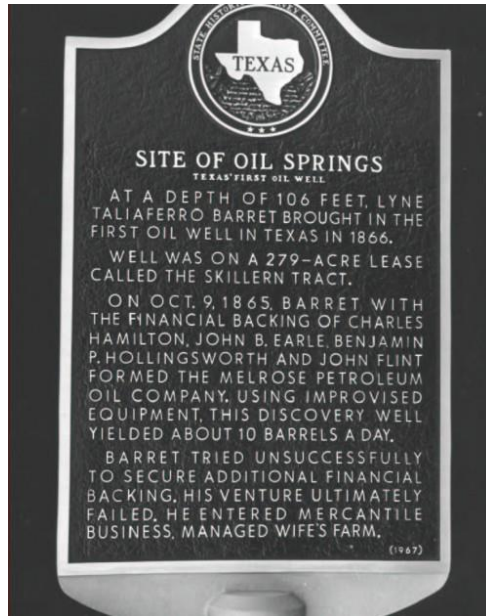 STATE HISTORICAL SURVEY COMMITTEE
TEXAS
SITE OF OIL SPRINGS
TEXAS' FIRST OIL WELL
AT A DEPTH OF 106 FEET, LYNE
TALIAFERRO BARRET BROUGHT IN THE
FIRST OIL WELL IN TEXAS IN 1866.
WELL WAS ON A 279-ACRE LEASE
CALLED THE SKILLERN TRACT.
ON OCT. 9, 1865, BARRET WITH
THE FINANCIAL BACKING OF CHARLES
HAMILTON, JOHN B. EARLE, BENJAMIN
P. HOLLINGSWORTH AND JOHN FLINT
FORMED THE MELROSE PETROLEUM
OIL COMPANY. USING IMPROVISED
EQUIPMENT, THIS DISCOVERY WELL
YIELDED ABOUT 10 BARRELS A DAY.
BARRET TRIED UNSUCCESSFULLY
TO SECURE ADDITIONAL FINANCIAL
BACKING. HIS VENTURE ULTIMATELY
FAILED. HE ENTERED MERCANTILE
BUSINESS, MANAGED WIFE'S FARM.
(1967)